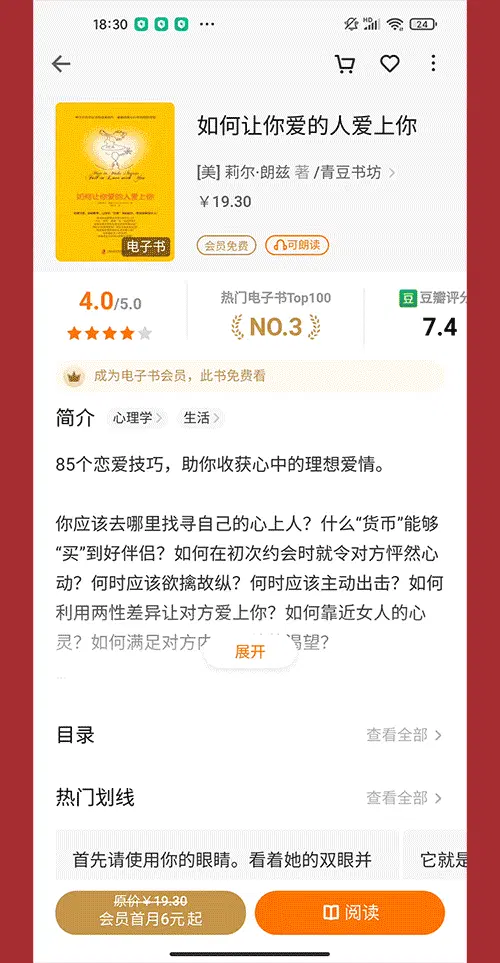 18:30
HD
24
如何让你爱的人爱上你
[美] 莉尔·朗兹 著 /青豆书坊
￥19.30
会员免费
可朗读
如何让你爱的人爱上你
电子书
4.0/5.0
热门电子书Top100
NO.3
豆 豆瓣评分
7.4
成为电子书会员，此书免费看
简介 心理学 生活
85个恋爱技巧，助你收获心中的理想爱情。
你应该去哪里找寻自己的心上人？什么“货币”能够
“买”到好伴侣？如何在初次约会时就令对方怦然心
动？何时应该欲擒故纵？何时应该主动出击？如何
利用两性差异让对方爱上你？如何靠近女人的心
灵？如何满足对方内
渴望？
展开
...
目录 查看全部
热门划线 查看全部
首先请使用你的眼睛。看着她的双眼并
它就是
原价￥19.30
会员首月6元起
阅读